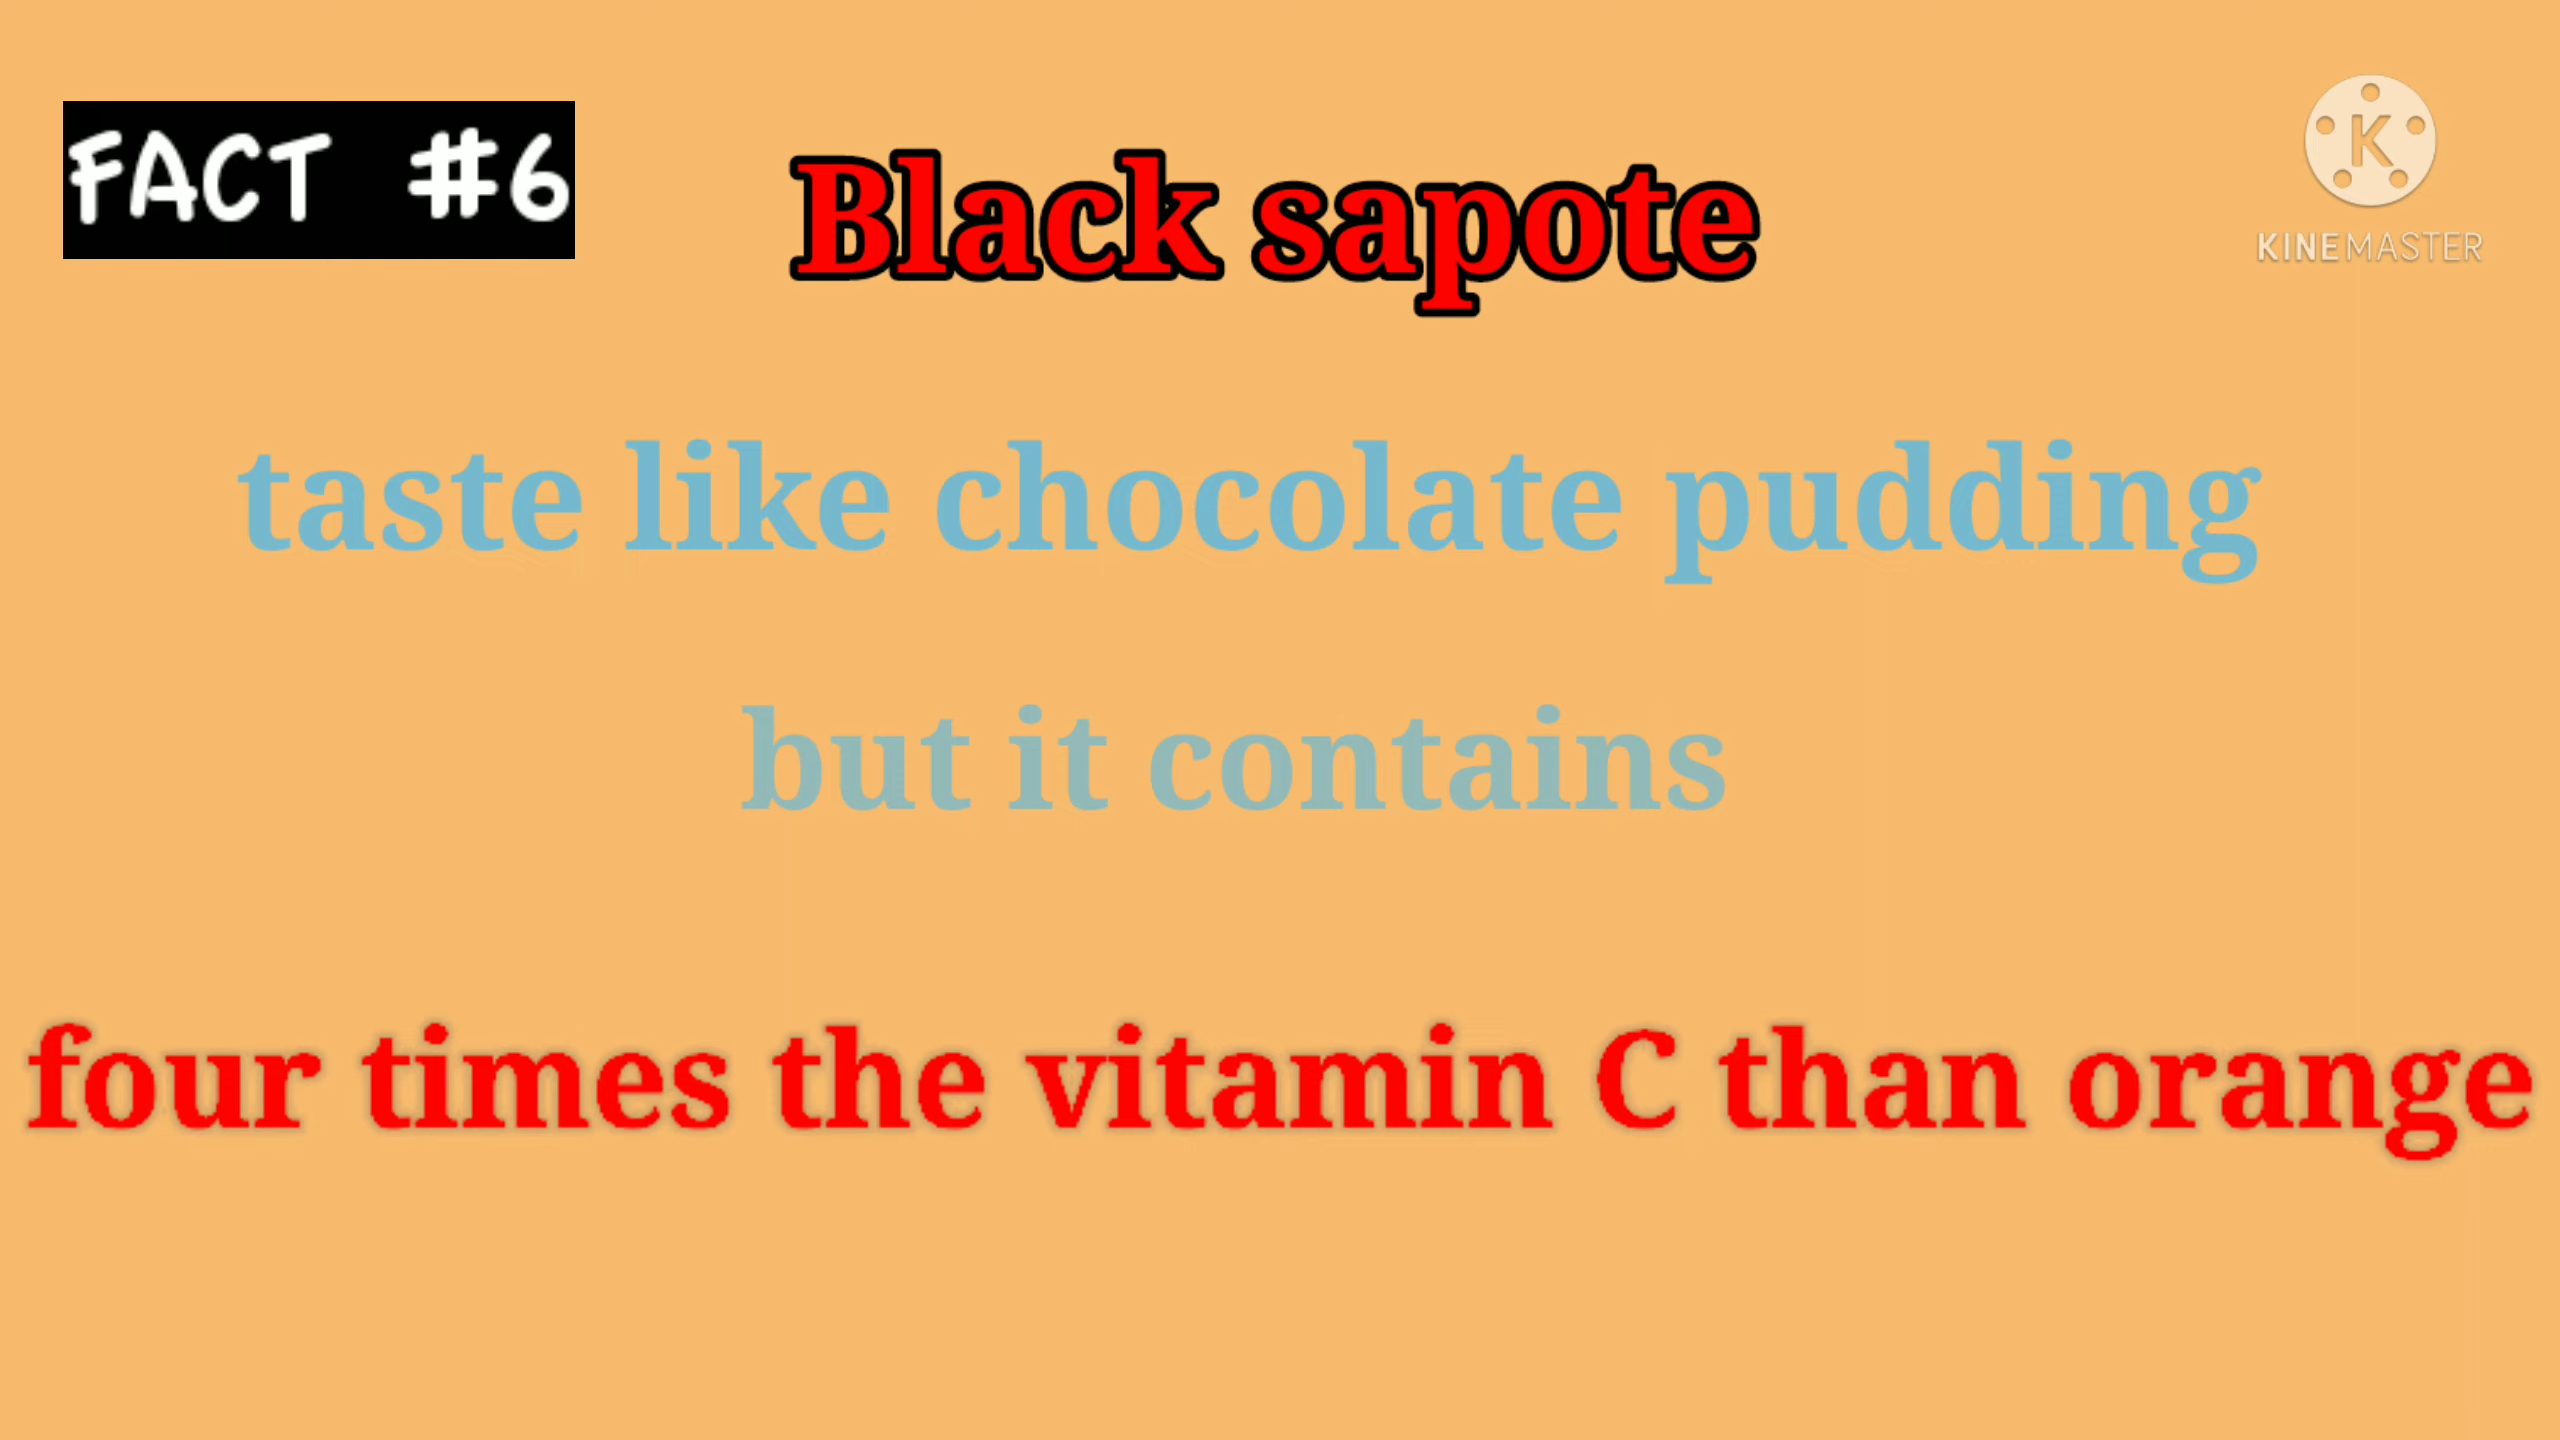 FACT #6
Black sapote
KINEMASTER
taste like chocolate pudding
but it contains
four times the vitamin C than orange